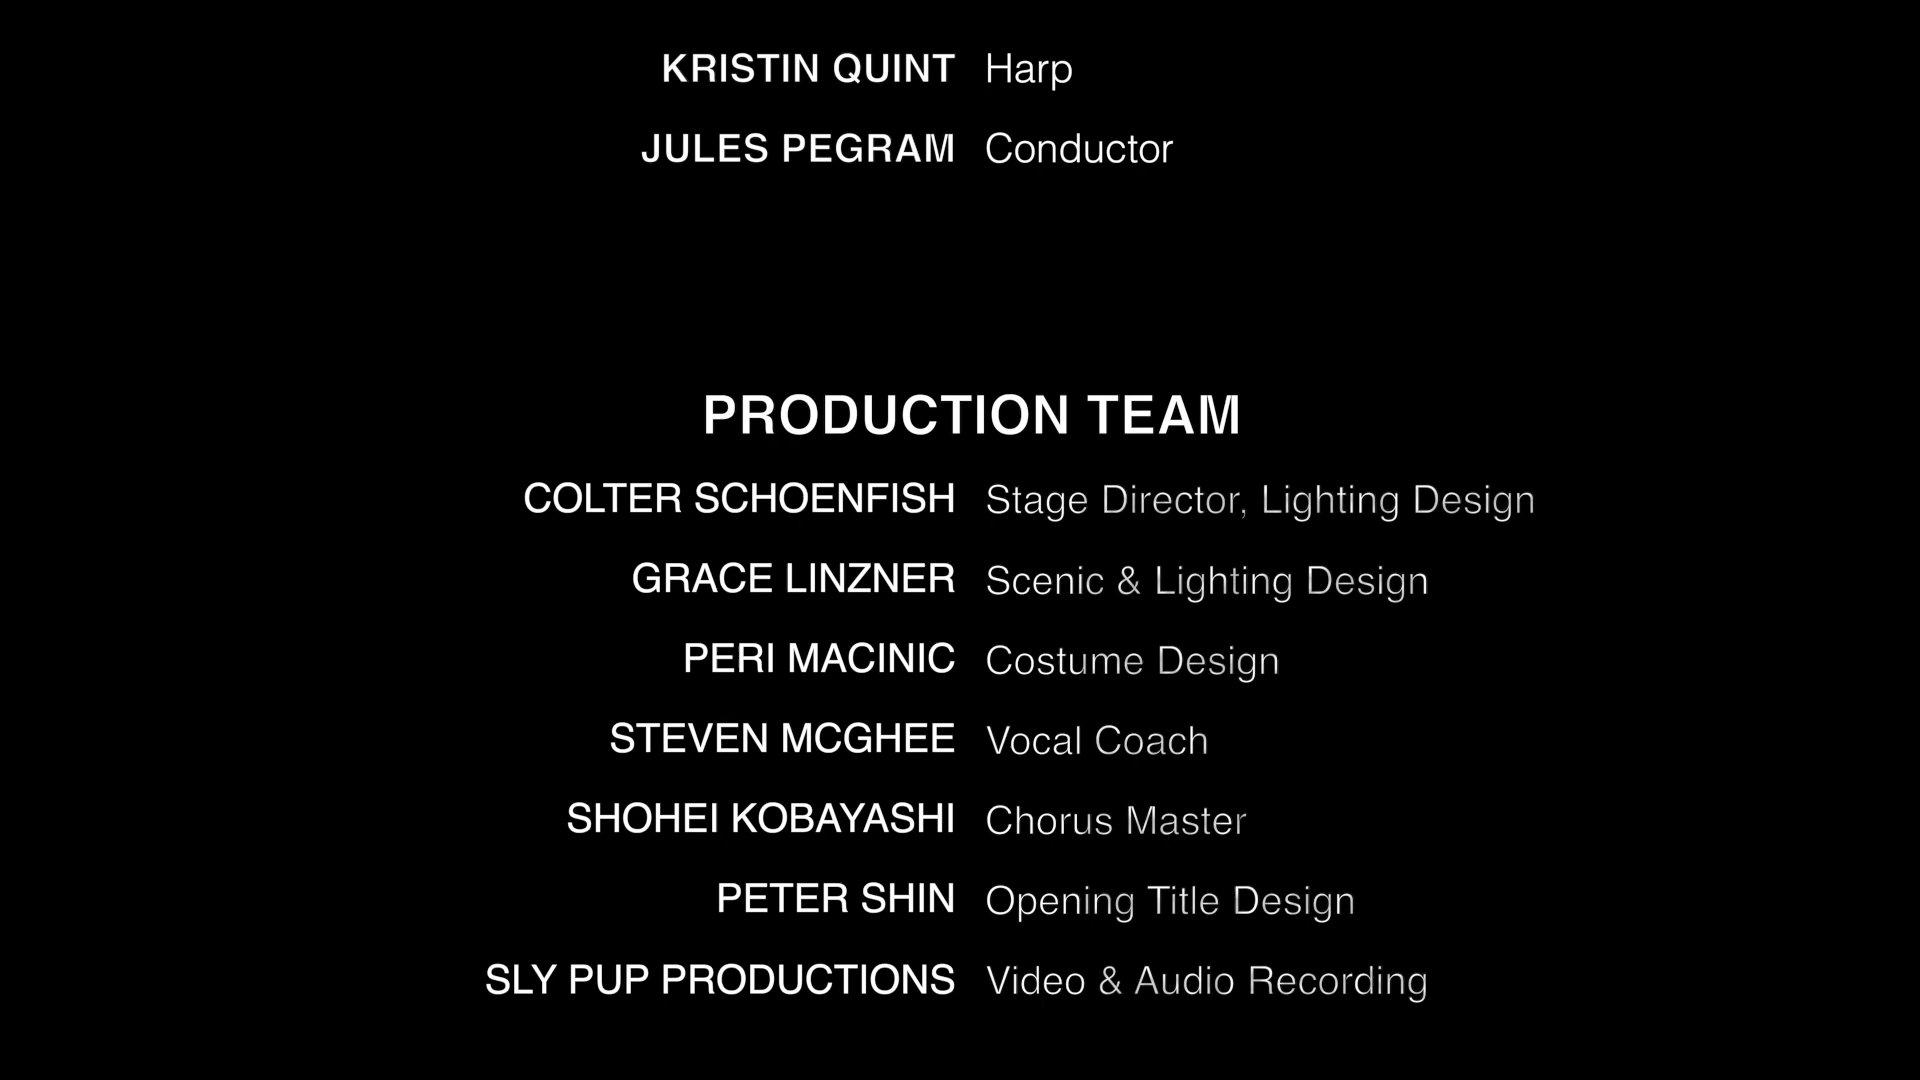 KRISTIN QUINT Harp
JULES PEGRAM Conductor
PRODUCTION TEAM
COLTER SCHOENFISH Stage Director, Lighting Design
GRACE LINZNER Scenic & Lighting Design
PERI MACINIC Costume Design
STEVEN MCGHEE Vocal Coach
SHOHEI KOBAYASHI Chorus Master
PETER SHIN Opening Title Design
SLY PUP PRODUCTIONS Video & Audio Recording